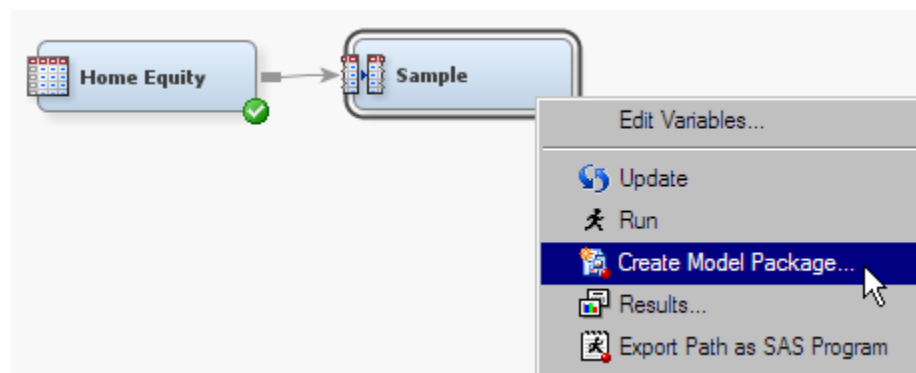 Home Equity
Sample
Edit Variables...
Update
Run
Create Model Package...
Results...
Export Path as SAS Program